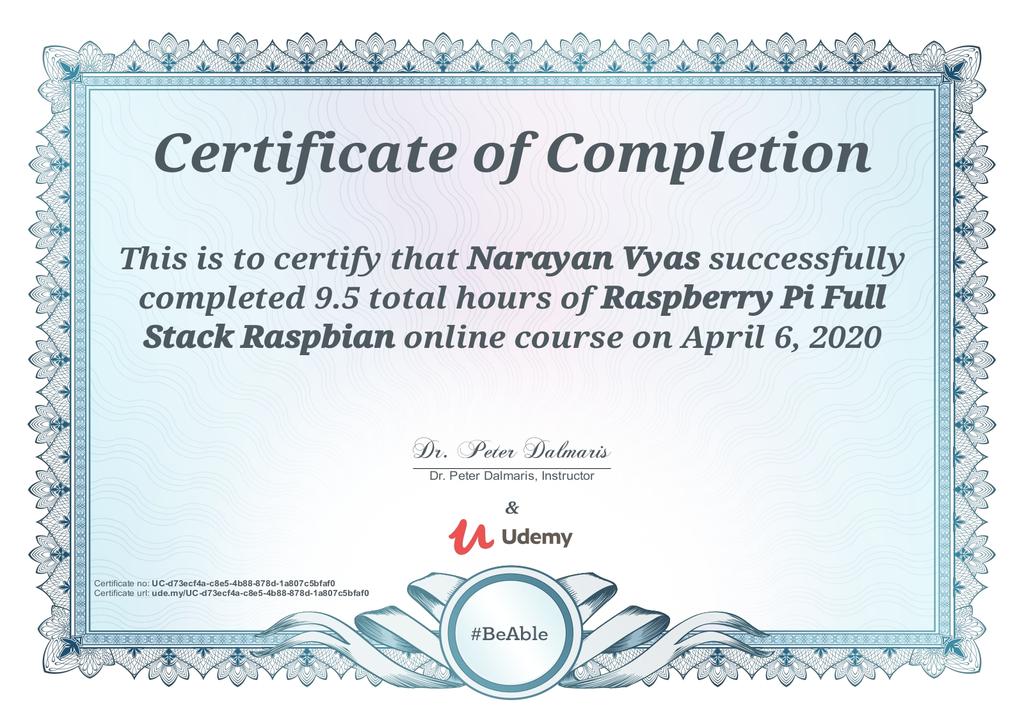 Certificate of Completion
This is to certify that Narayan Vyas successfully
completed 9.5 total hours of Raspberry Pi Full
Stack Raspbian online course on April 6, 2020
Dr. Peter Dalmaris
Dr. Peter Dalmaris, Instructor
&
Udemy
Certificate no: UC-d73ecf4a-c8e5-4b88-878d-1a807c5bfaf0
Certificate url: ude.my/UC-d73ecf4a-c8e5-4b88-878d-1a807c5bfaf0
#BeAble